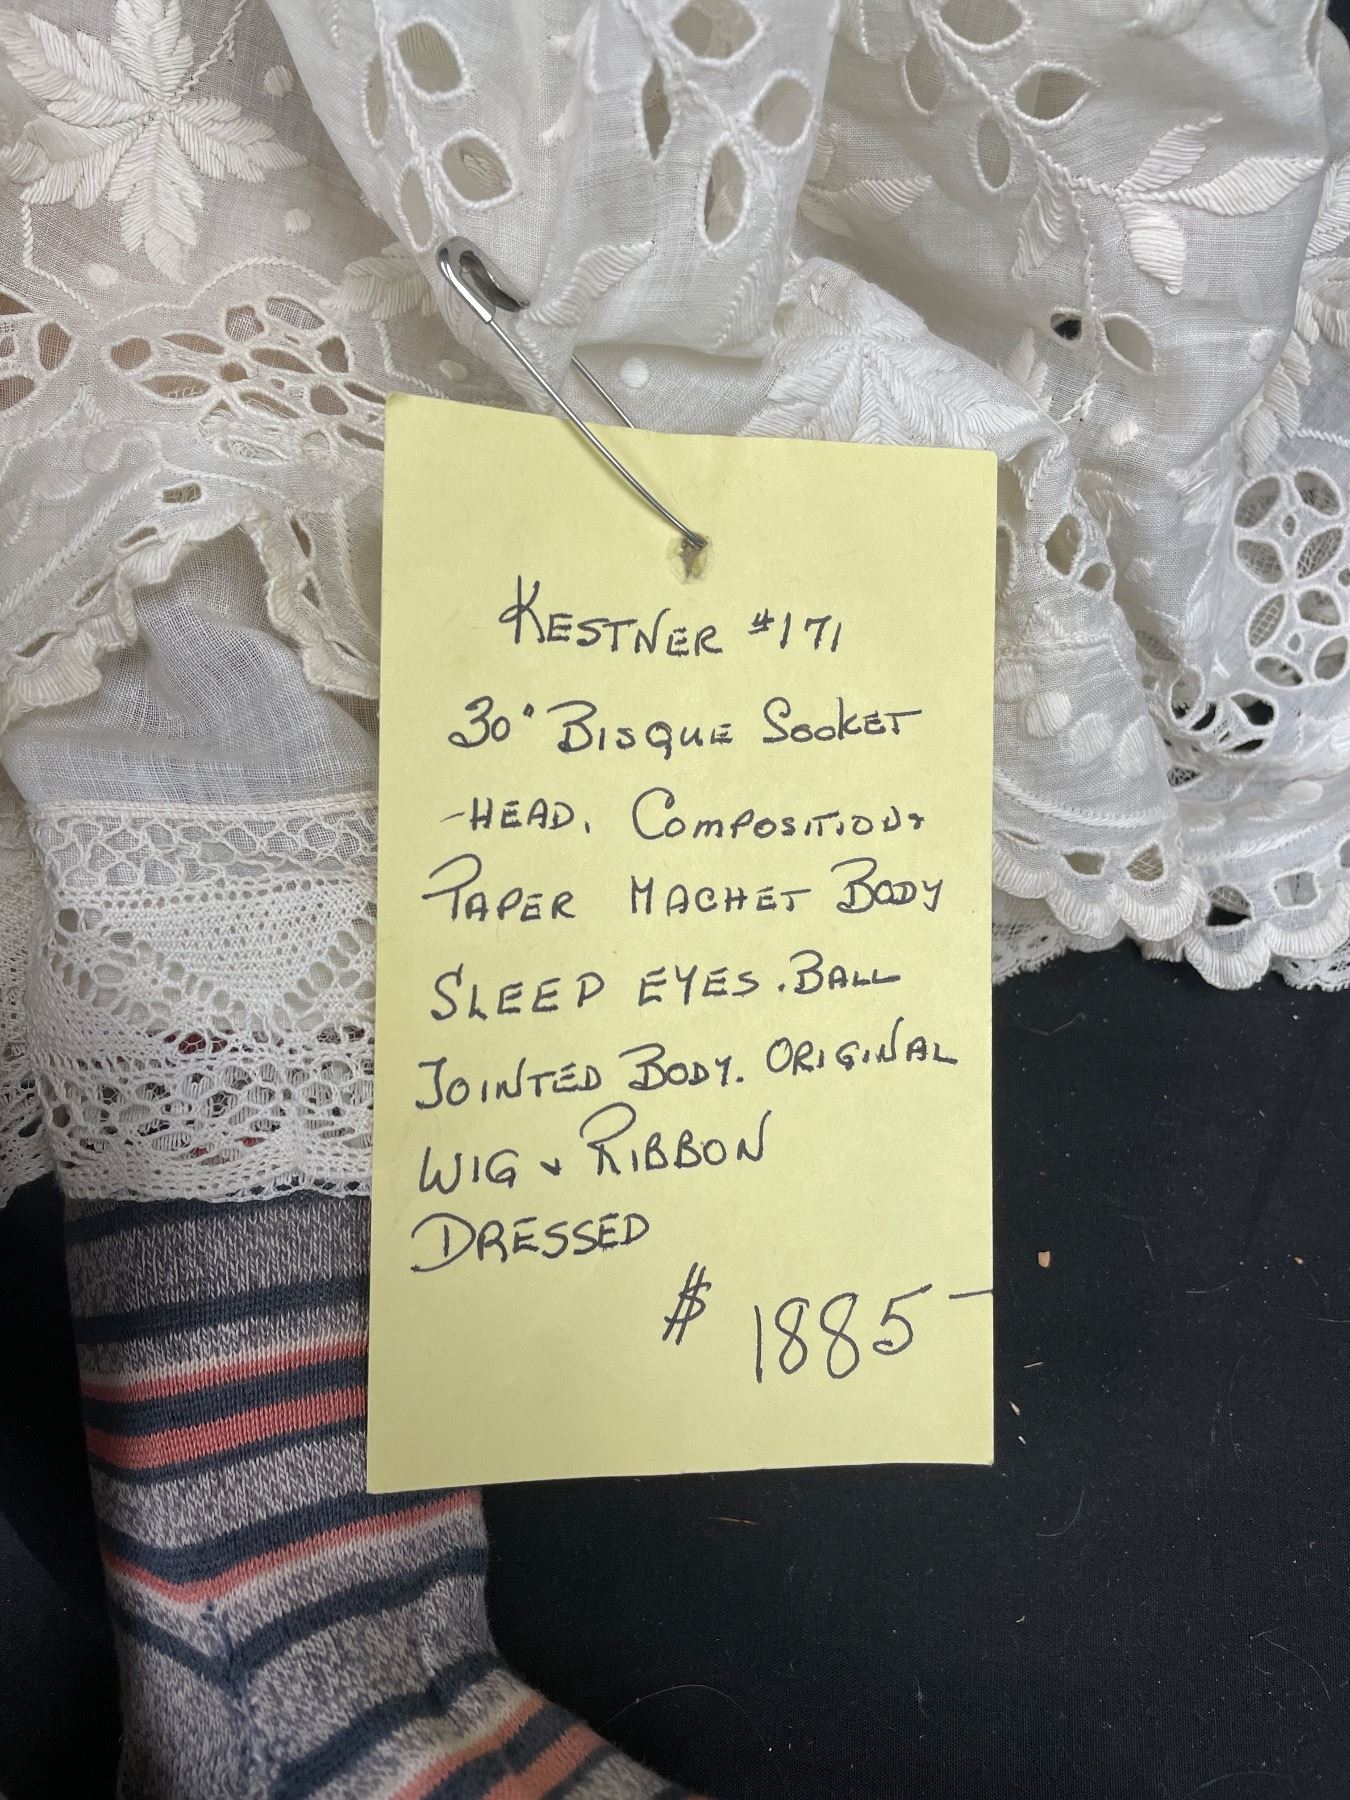 KESTNER #171
30" BISQUE SOCKET
HEAD. COMPOSITION &
PAPER MACHET BODY
SLEEP EYES. BALL
JOINTED BODY. ORIGINAL
WIG & RIBBON
DRESSED
$ 1885-